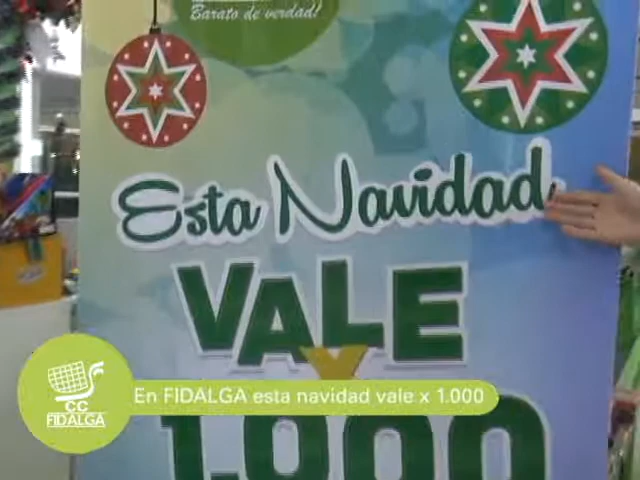 Barato de verdad!
Esta Navidad
VALE
X
1.000
En FIDALGA esta navidad vale x 1.000
CC
FIDALGA